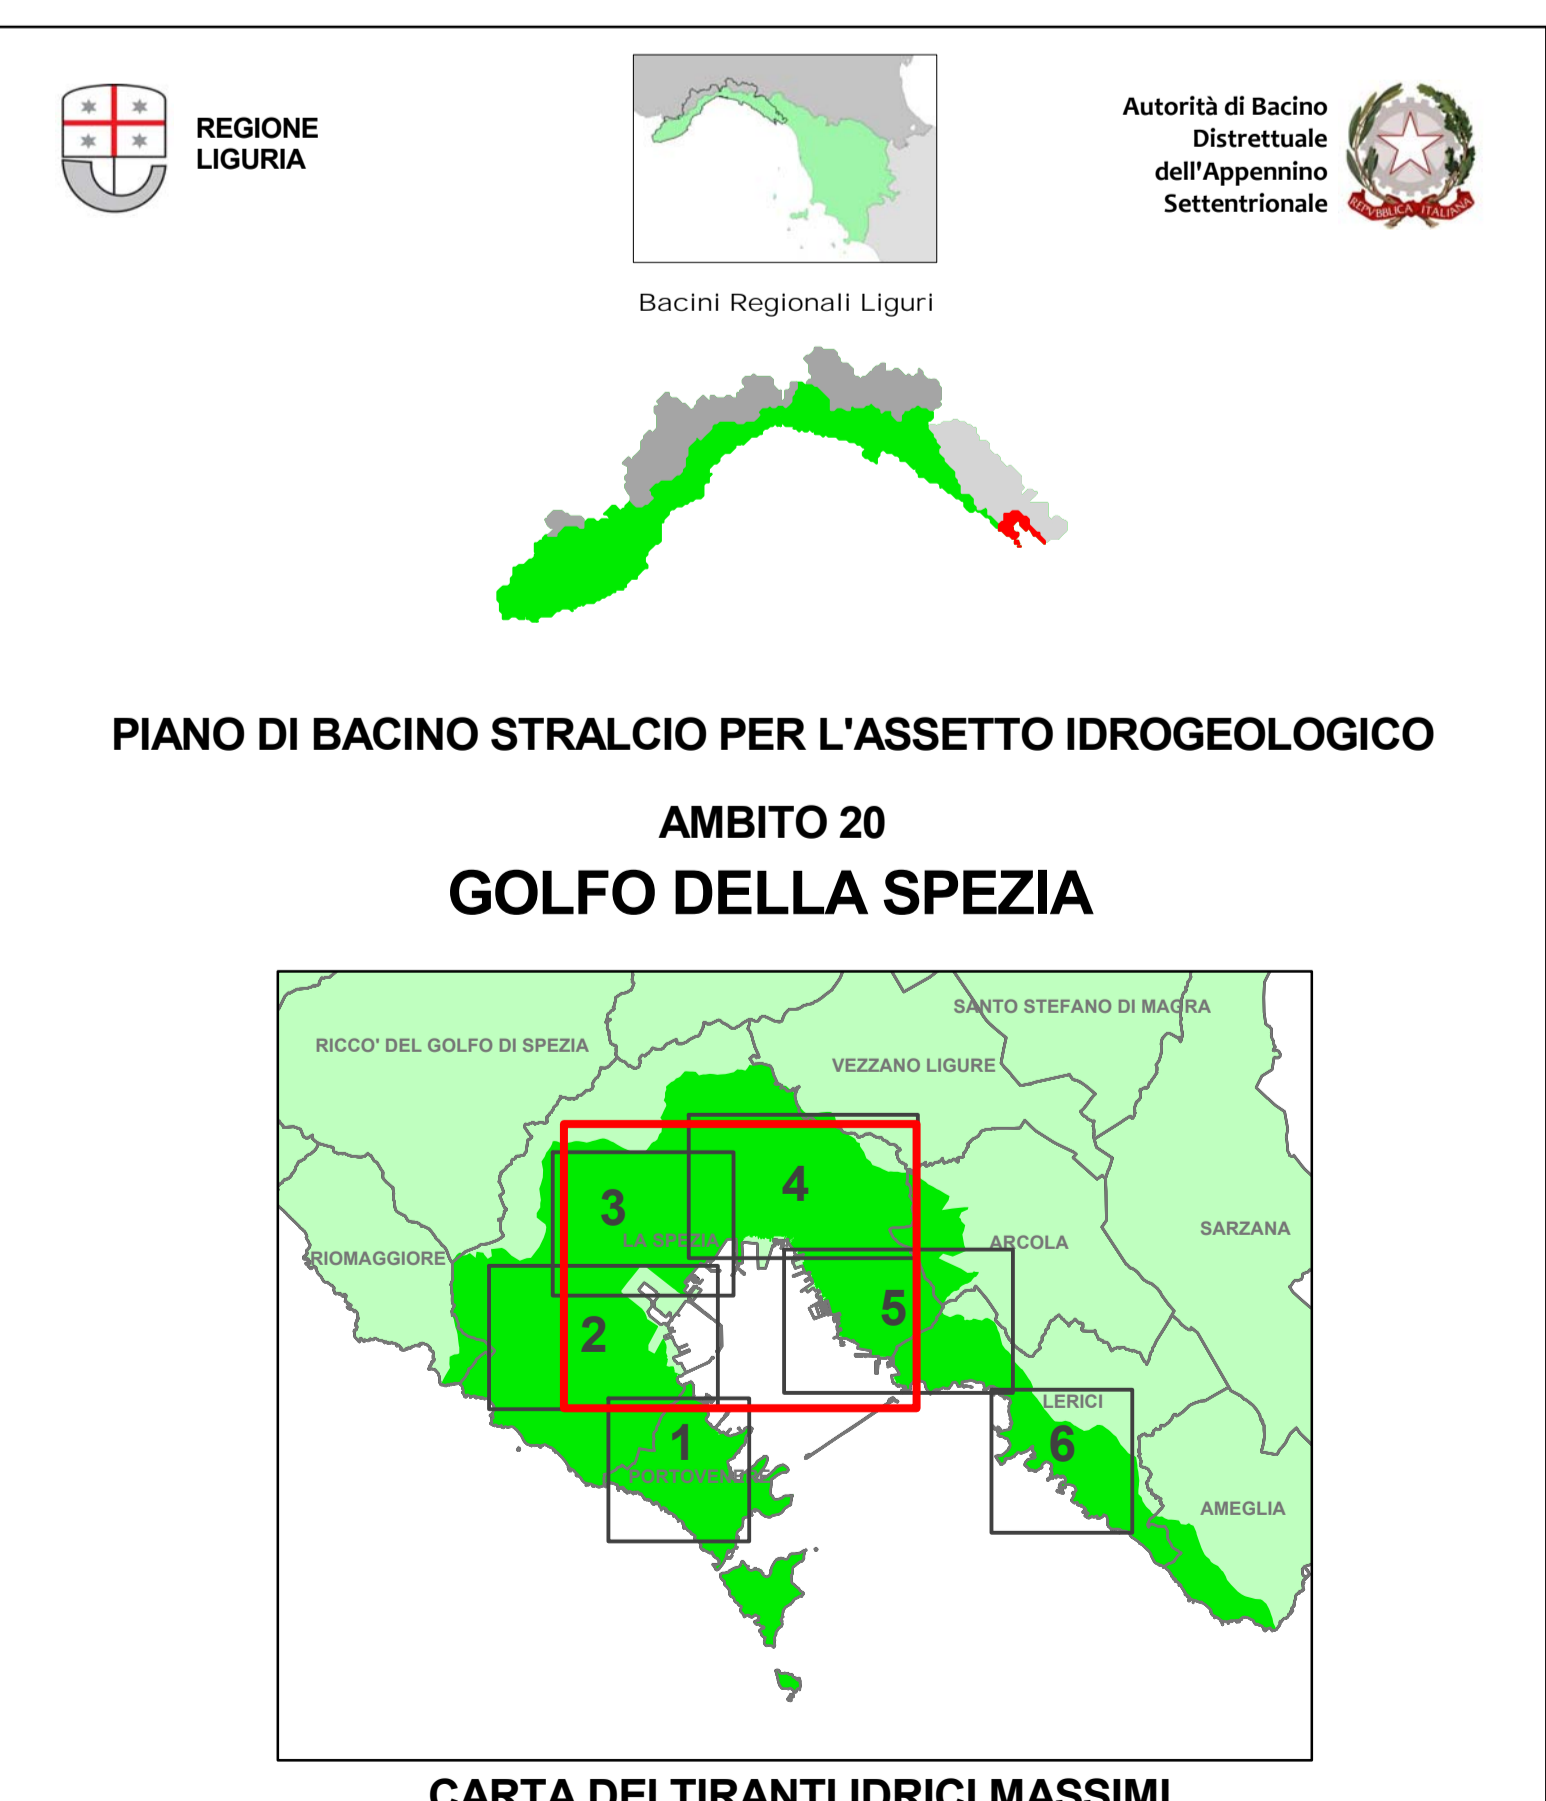 REGIONE
LIGURIA
Autorità di Bacino
Distrettuale
dell'Appennino
Settentrionale
REPVBBLICA ITALIANA
Bacini Regionali Liguri
PIANO DI BACINO STRALCIO PER L'ASSETTO IDROGEOLOGICO
AMBITO 20
GOLFO DELLA SPEZIA
SANTO STEFANO DI MAGRA
RICCO' DEL GOLFO DI SPEZIA
VEZZANO LIGURE
4
3
SARZANA
LA SPEZIA
ARCOLA
RIOMAGGIORE
5
2
LERICI
1
6
PORTOVENERE
AMEGLIA
CARTA DEI TIRANTI IDRICI MASSIMI